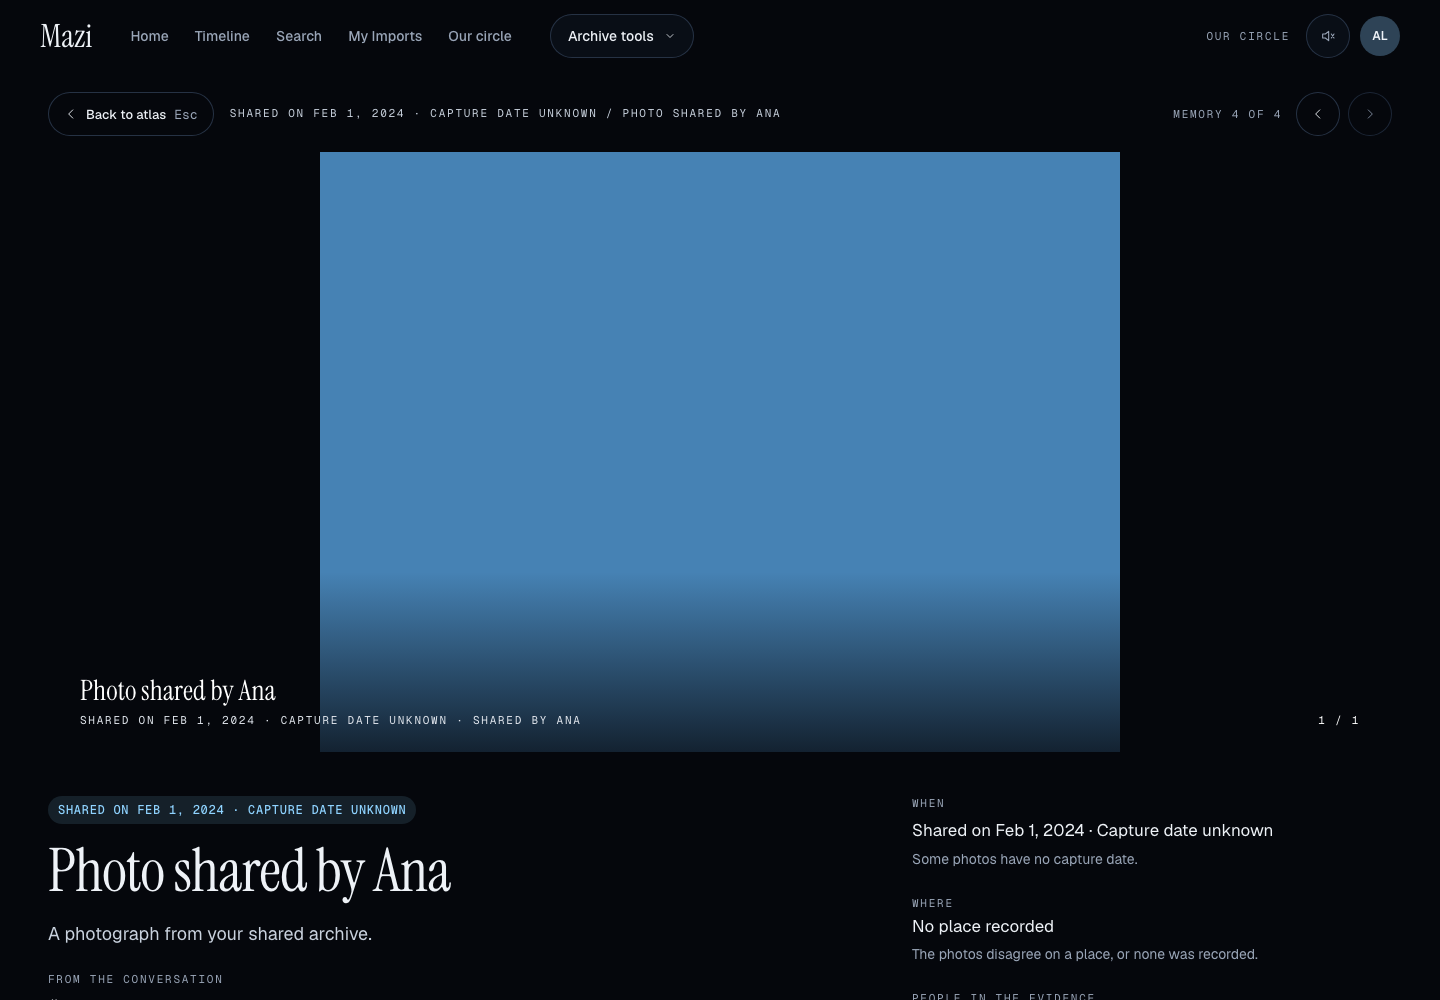 Mazi
Home
Timeline
Search
My Imports
Our circle
Archive tools
OUR CIRCLE
AL
Back to atlas Esc
SHARED ON FEB 1, 2024 · CAPTURE DATE UNKNOWN / PHOTO SHARED BY ANA
MEMORY 4 OF 4
Photo shared by Ana
SHARED ON FEB 1, 2024 · CAPTURE DATE UNKNOWN · SHARED BY ANA
1 / 1
SHARED ON FEB 1, 2024 · CAPTURE DATE UNKNOWN
Photo shared by Ana
A photograph from your shared archive.
FROM THE CONVERSATION
WHEN
Shared on Feb 1, 2024 · Capture date unknown
Some photos have no capture date.
WHERE
No place recorded
The photos disagree on a place, or none was recorded.
PEOPLE IN THE EVIDENCE